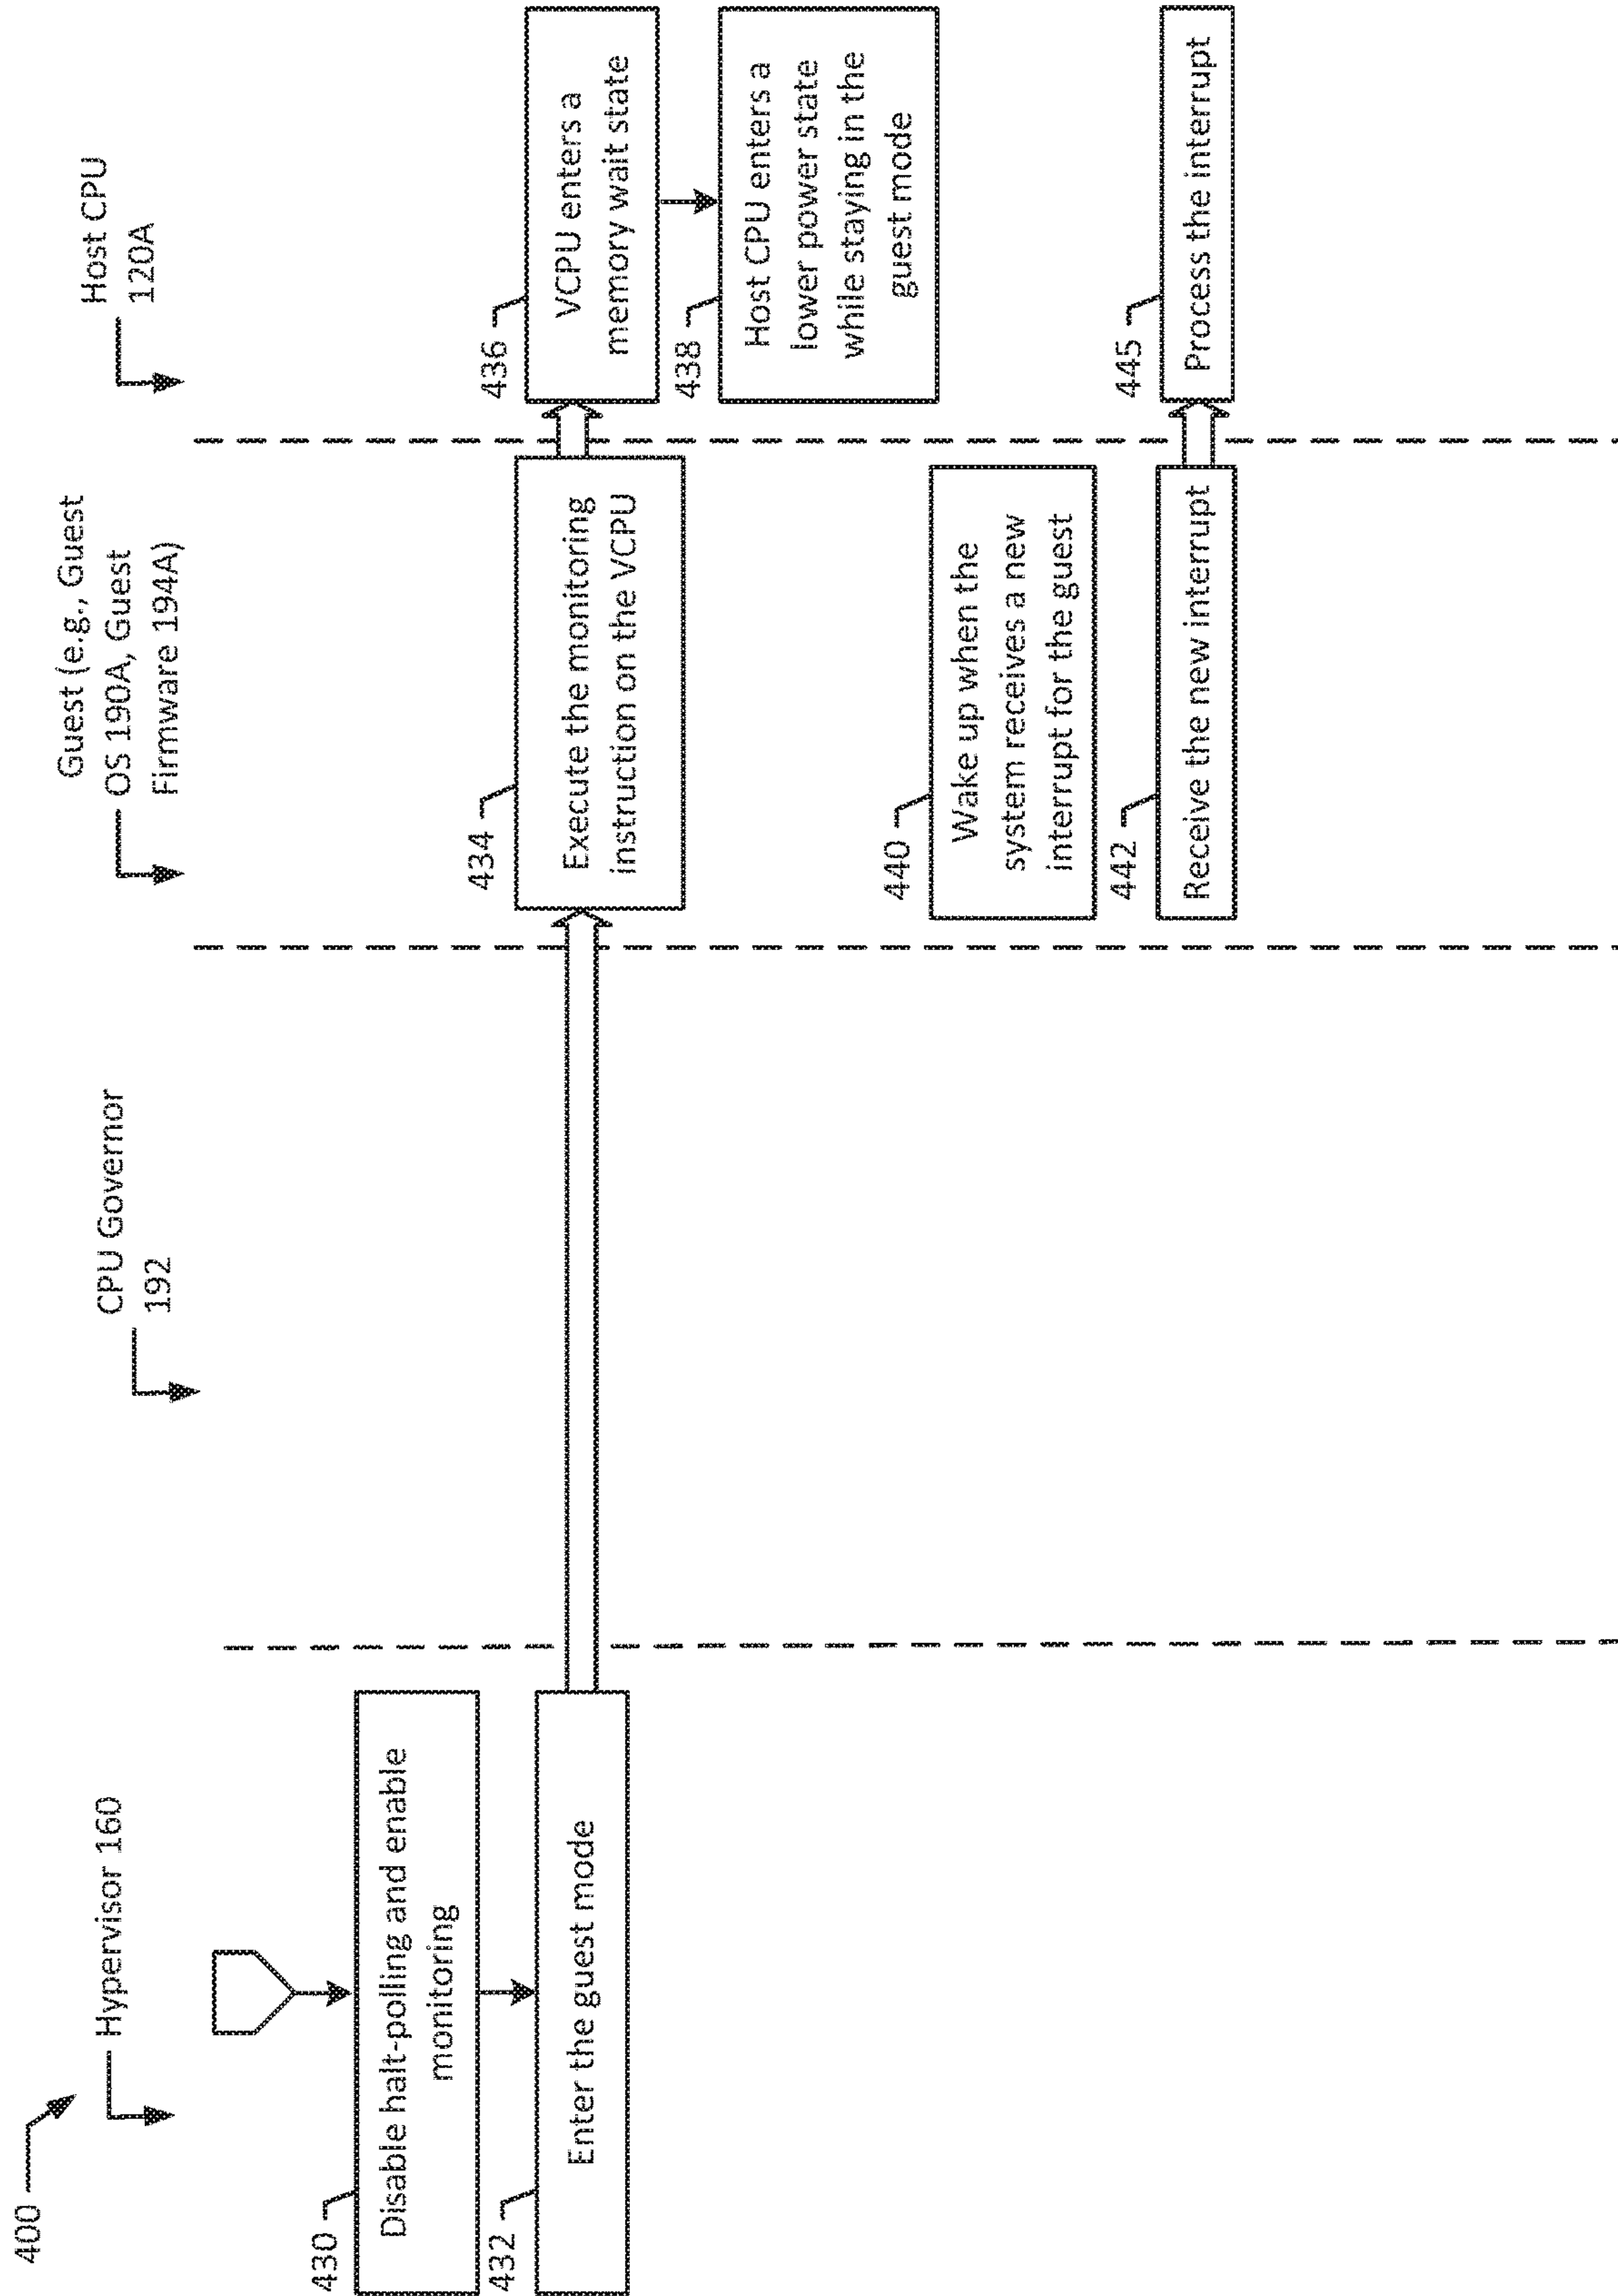 400
Hypervisor 160
CPU Governor
192
Guest (e.g., Guest
OS 190A, Guest
Firmware 194A)
Host CPU
120A
430
Disable halt-polling and enable
monitoring
432
Enter the guest mode
434
Execute the monitoring
instruction on the VCPU
436
VCPU enters a
memory wait state
438
Host CPU enters a
lower power state
while staying in the
guest mode
440
Wake up when the
system receives a new
interrupt for the guest
442
Receive the new interrupt
445
Process the interrupt